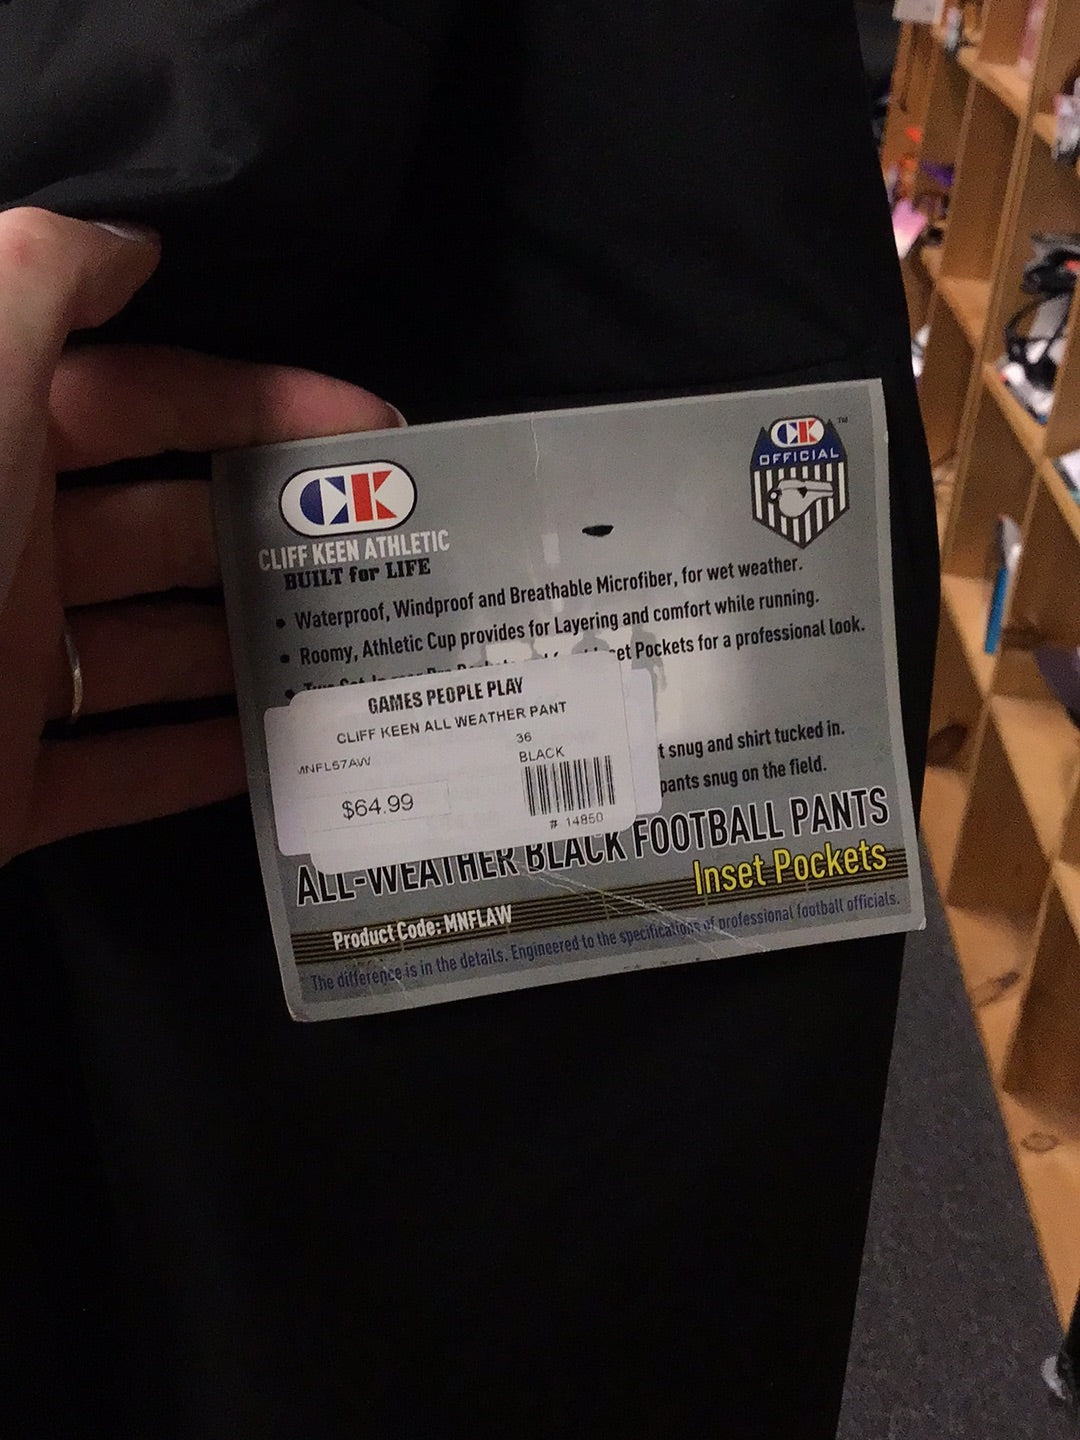 CK
CLIFF KEEN ATHLETIC
BUILT for LIFE
CK
™
OFFICIAL
• Waterproof, Windproof and Breathable Microfiber, for wet weather.
• Roomy, Athletic Cup provides for Layering and comfort while running.
• Pockets for a professional look.
snug and shirt tucked in.
pants snug on the field.
GAMES PEOPLE PLAY
CLIFF KEEN ALL WEATHER PANT
36
MNFL57AW
BLACK
$64.99
# 14850
ALL-WEATHER BLACK FOOTBALL PANTS
Inset Pockets
Product Code: MNFLAW
The difference is in the details. Engineered to the specifications of professional football officials.